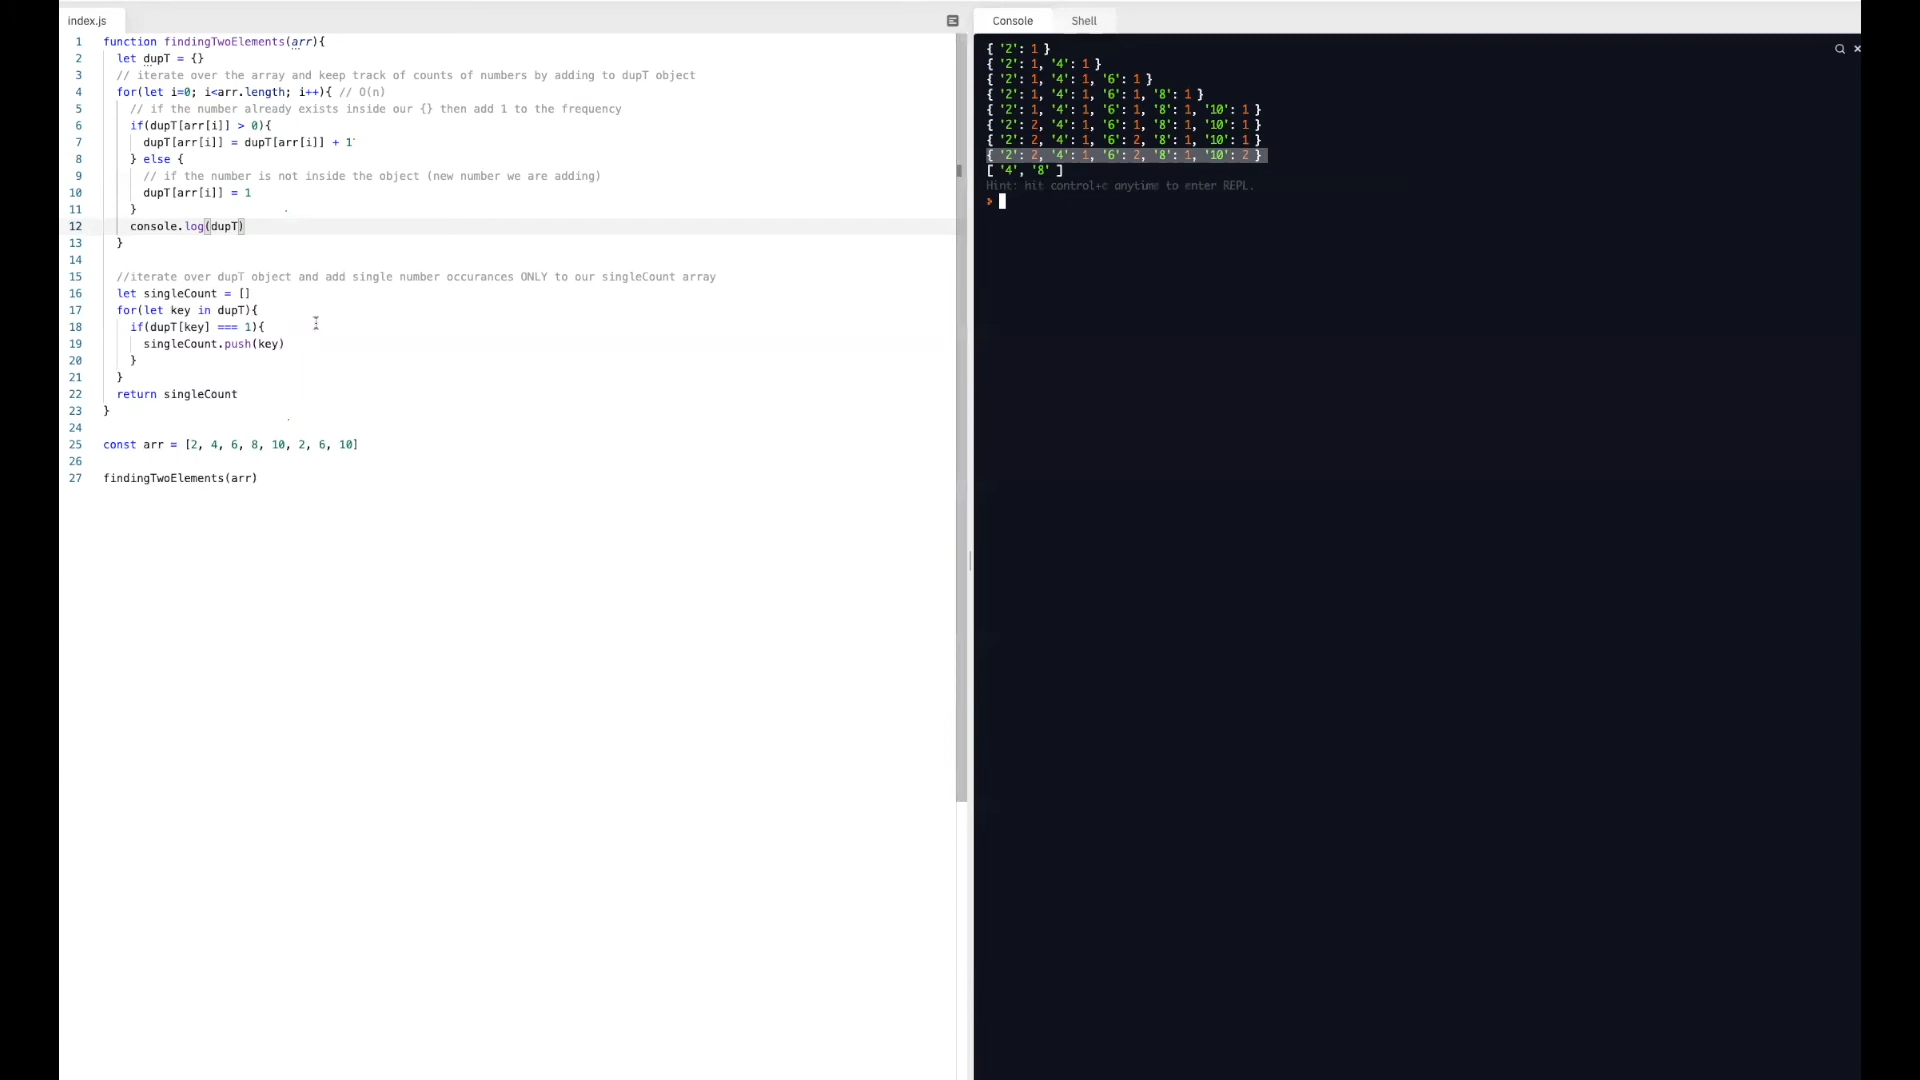 index.js
1 function findingTwoElements(arr){
2 let dupT = {}
3 // iterate over the array and keep track of counts of numbers by adding to dupT object
4 for(let i=0; i<arr.length; i++){ // O(n)
5 // if the number already exists inside our {} then add 1 to the frequency
6 if(dupT[arr[i]] > 0){
7 dupT[arr[i]] = dupT[arr[i]] + 1
8 } else {
9 // if the number is not inside the object (new number we are adding)
10 dupT[arr[i]] = 1
11 }
12 console.log(dupT)
13 }
14
15 //iterate over dupT object and add single number occurances ONLY to our singleCount array
16 let singleCount = []
17 for(let key in dupT){
18 if(dupT[key] === 1){
19 singleCount.push(key)
20 }
21 }
22 return singleCount
23 }
24
25 const arr = [2, 4, 6, 8, 10, 2, 6, 10]
26
27 findingTwoElements(arr)
Console Shell
{ '2': 1 }
{ '2': 1, '4': 1 }
{ '2': 1, '4': 1, '6': 1 }
{ '2': 1, '4': 1, '6': 1, '8': 1 }
{ '2': 1, '4': 1, '6': 1, '8': 1, '10': 1 }
{ '2': 2, '4': 1, '6': 1, '8': 1, '10': 1 }
{ '2': 2, '4': 1, '6': 2, '8': 1, '10': 1 }
{ '2': 2, '4': 1, '6': 2, '8': 1, '10': 2 }
[ '4', '8' ]
Hint: hit control+c anytime to enter REPL.